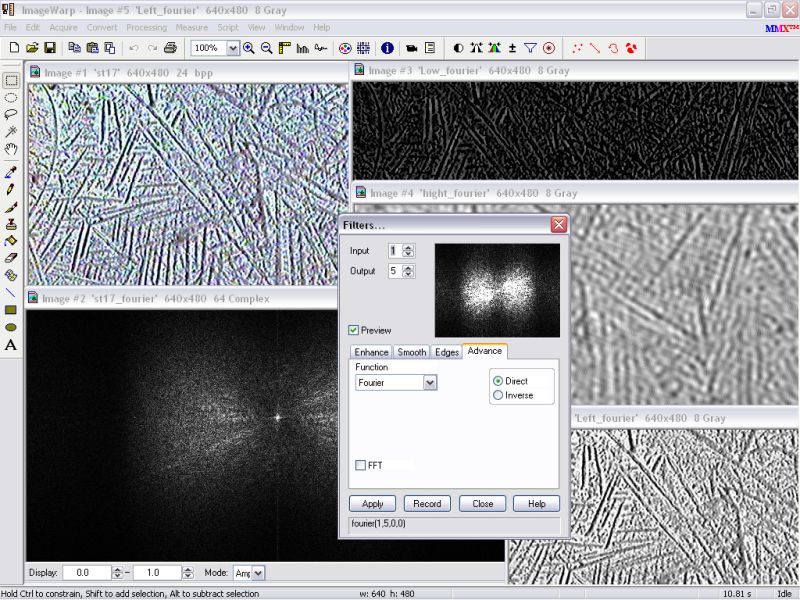 ImageWarp - Image #5 'Left_fourier' 640x480 8 Gray
File Edit Acquire Convert Processing Measure Script View Window Help
MMX™
100%
Image #1 'st17' 640x480 24 bpp
Image #3 'Low_fourier' 640x480 8 Gray
Image #4 'hight_fourier' 640x480 8 Gray
Filters...
Input 1
Output 5
Image #2 'st17_fourier' 640x480 64 Complex
Preview
Enhance Smooth Edges Advance
Function
Fourier
Direct
Inverse
'Left_fourier' 640x480 8 Gray
FFT
Apply Record Close Help
fourier(1,5,0,0)
A
Display: 0.0 - 1.0 Mode:
Hold Ctrl to constrain, Shift to add selection, Alt to subtract selection w: 640 h: 480 10.81 s Idle